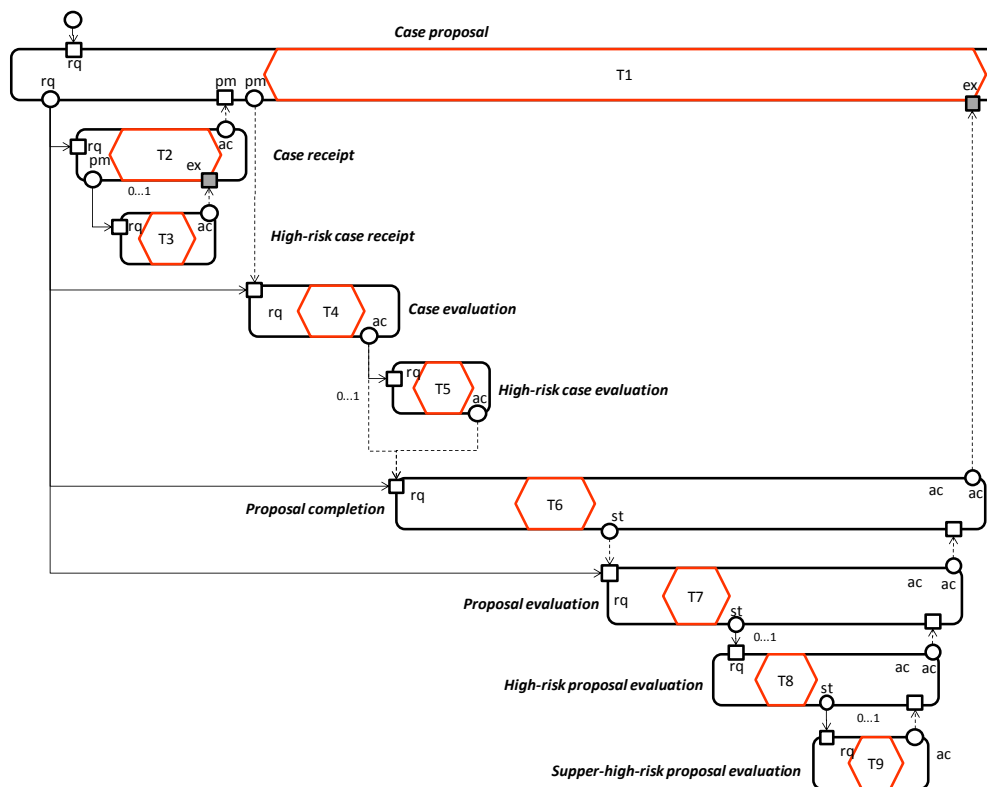 Case proposal
rq
T1
rq
pm
pm
ex
rq
T2
ac
Case receipt
pm
ex
0...1
rq
T3
ac
High-risk case receipt
rq
T4
ac
Case evaluation
rq
T5
0...1
ac
High-risk case evaluation
rq
T6
ac
ac
Proposal completion
st
rq
T7
ac
ac
Proposal evaluation
st
0...1
rq
T8
ac
ac
High-risk proposal evaluation
st
0...1
rq
T9
ac
Supper-high-risk proposal evaluation